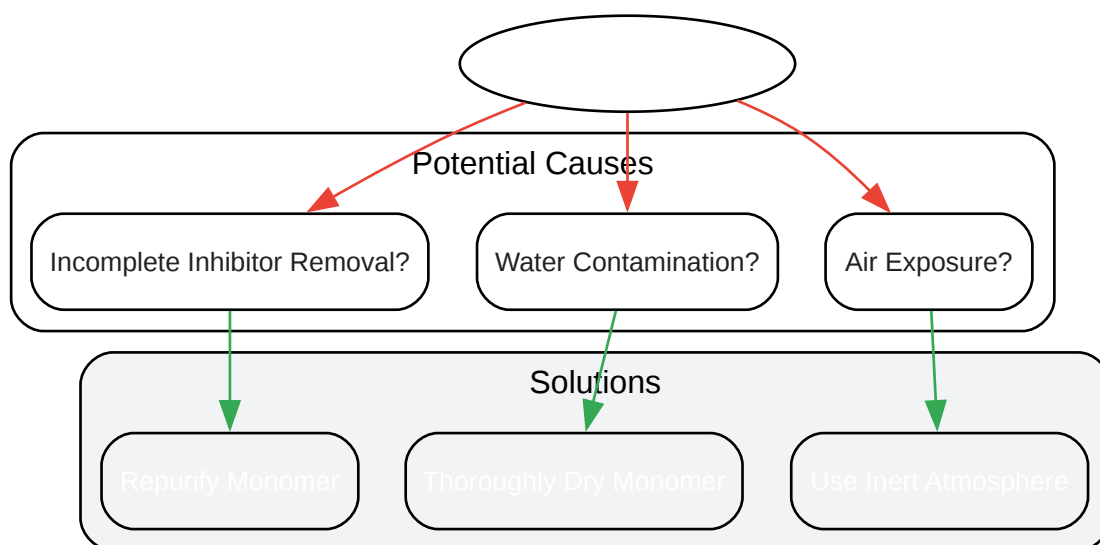 Potential Causes
Incomplete Inhibitor Removal?
Water Contamination?
Air Exposure?
Solutions
Repurify Monomer
Thoroughly Dry Monomer
Use Inert Atmosphere